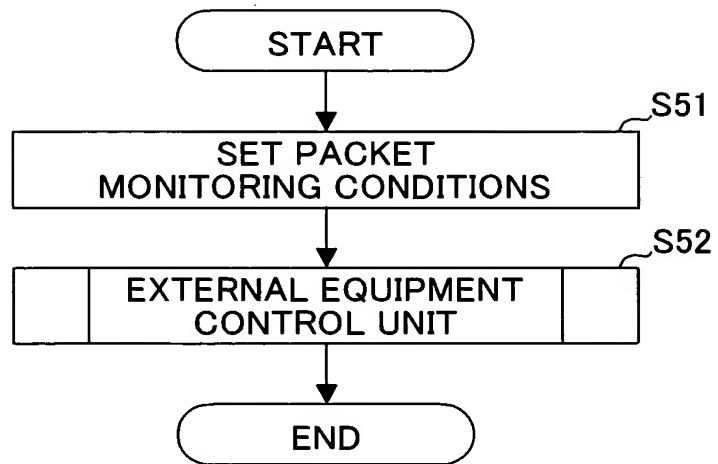 START
S51
SET PACKET
MONITORING CONDITIONS
S52
EXTERNAL EQUIPMENT
CONTROL UNIT
END